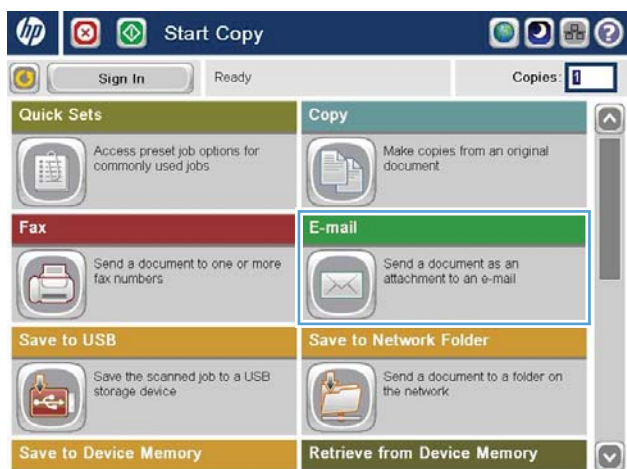 hp
Start Copy
?
Sign In
Ready
Copies: 1
Quick Sets
Access preset job
options for
commonly used jobs
Copy
Make copies from an original
document
Fax
Send a document to one or more
fax numbers
E-mail
Send a document as an
attachment to an e-mail
Save to USB
Save the scanned job to a USB
storage device
Save to Network Folder
Send a document to a folder on
the network
Save to Device Memory
Retrieve from Device Memory